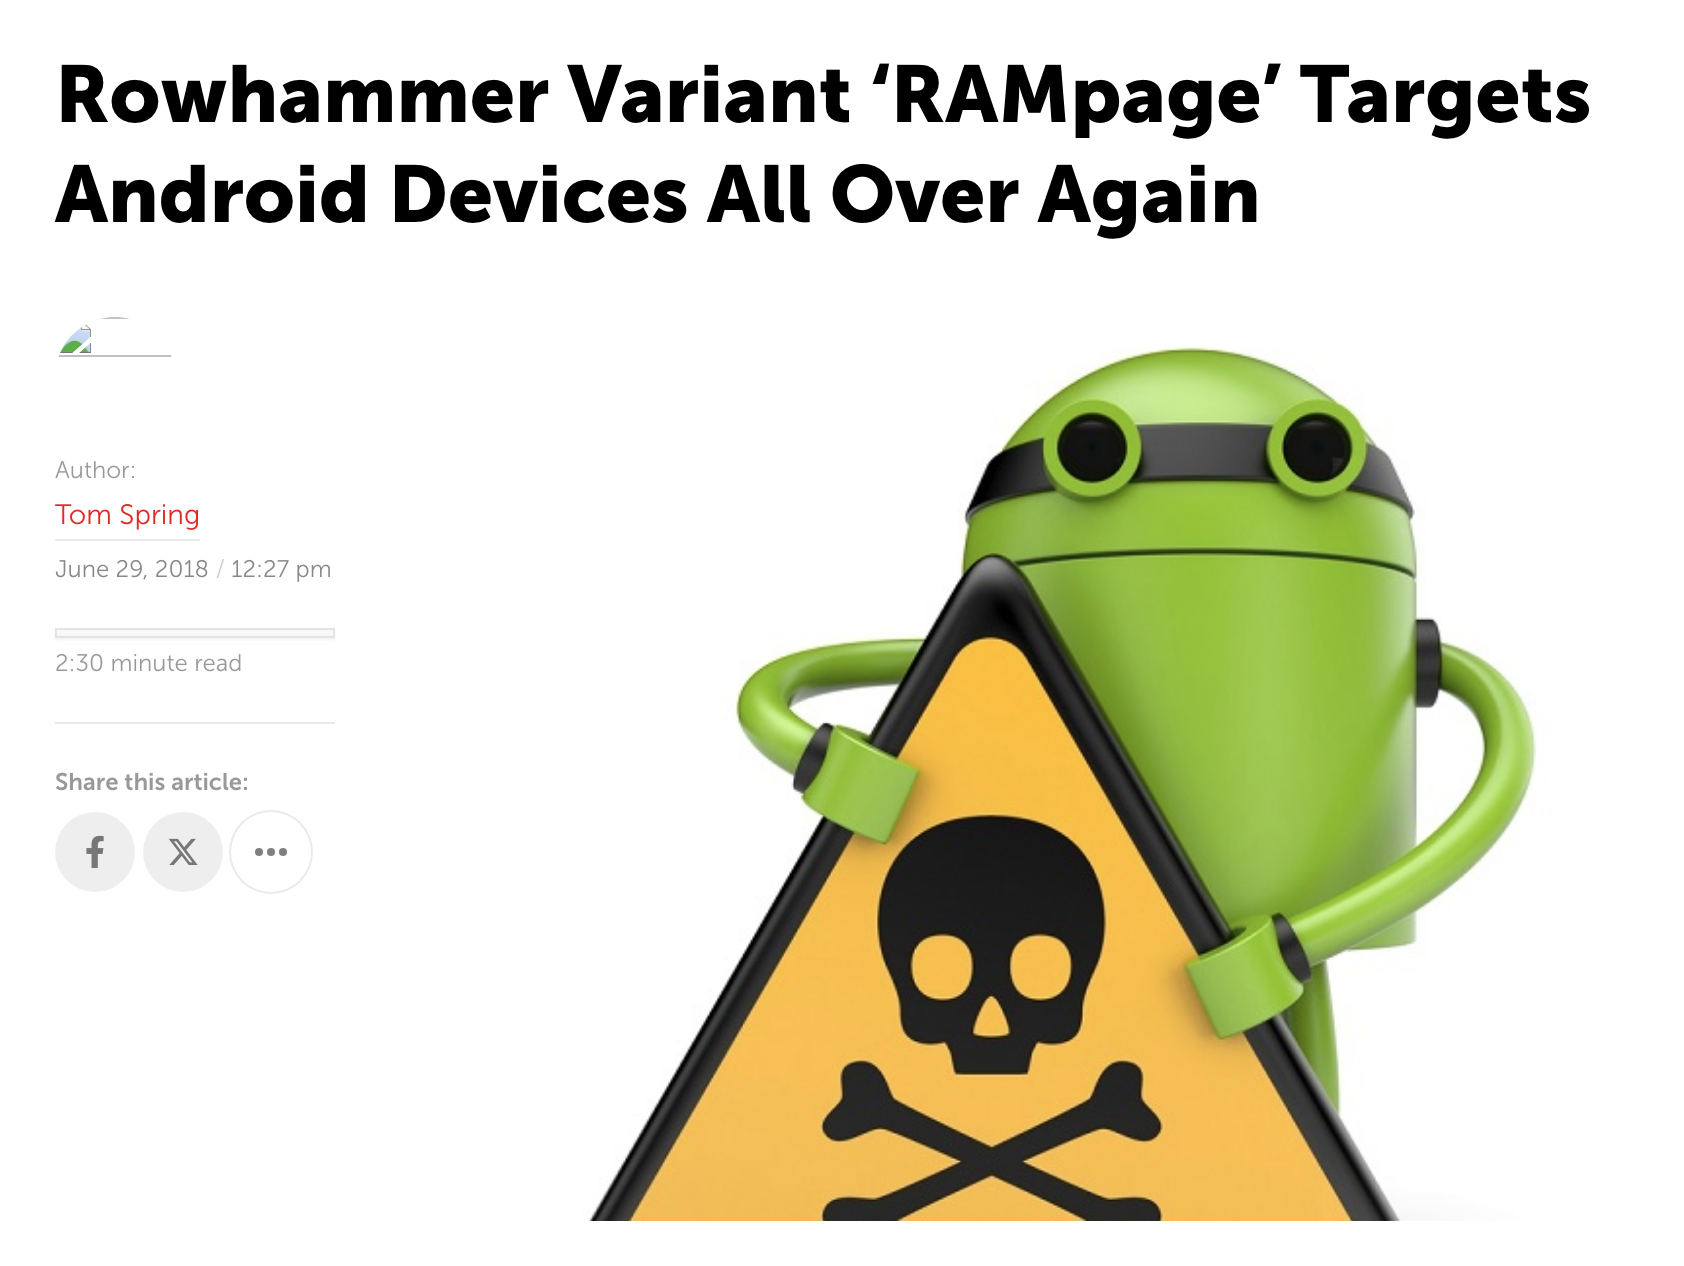 Rowhammer Variant ‘RAMpage’ Targets
Android Devices All Over Again
Author:
Tom Spring
June 29, 2018 / 12:27 pm
2:30 minute read
Share this article: